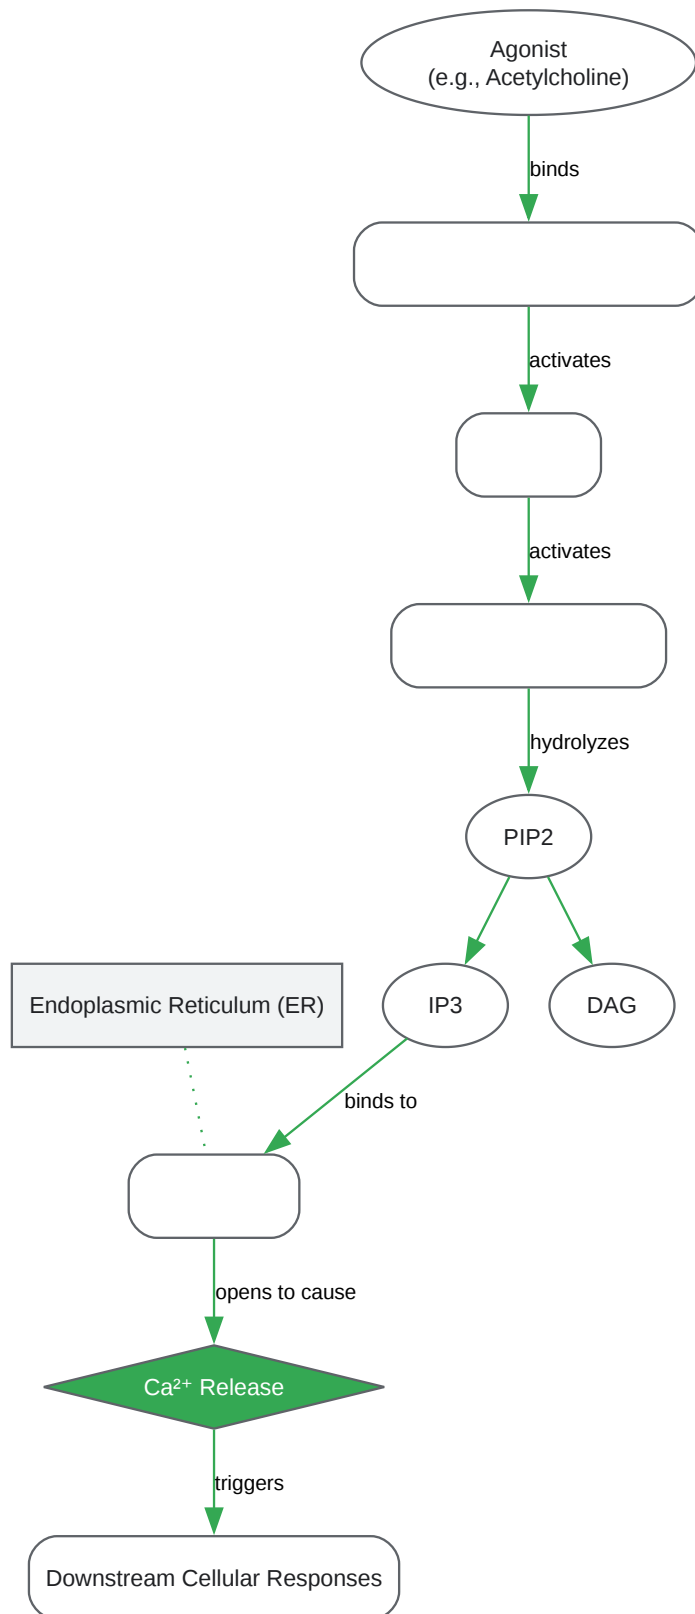 Agonist
(e.g., Acetylcholine)
binds
activates
activates
hydrolyzes
PIP2
Endoplasmic Reticulum (ER)
IP3
DAG
binds to
opens to cause
Ca²⁺ Release
triggers
Downstream Cellular Responses